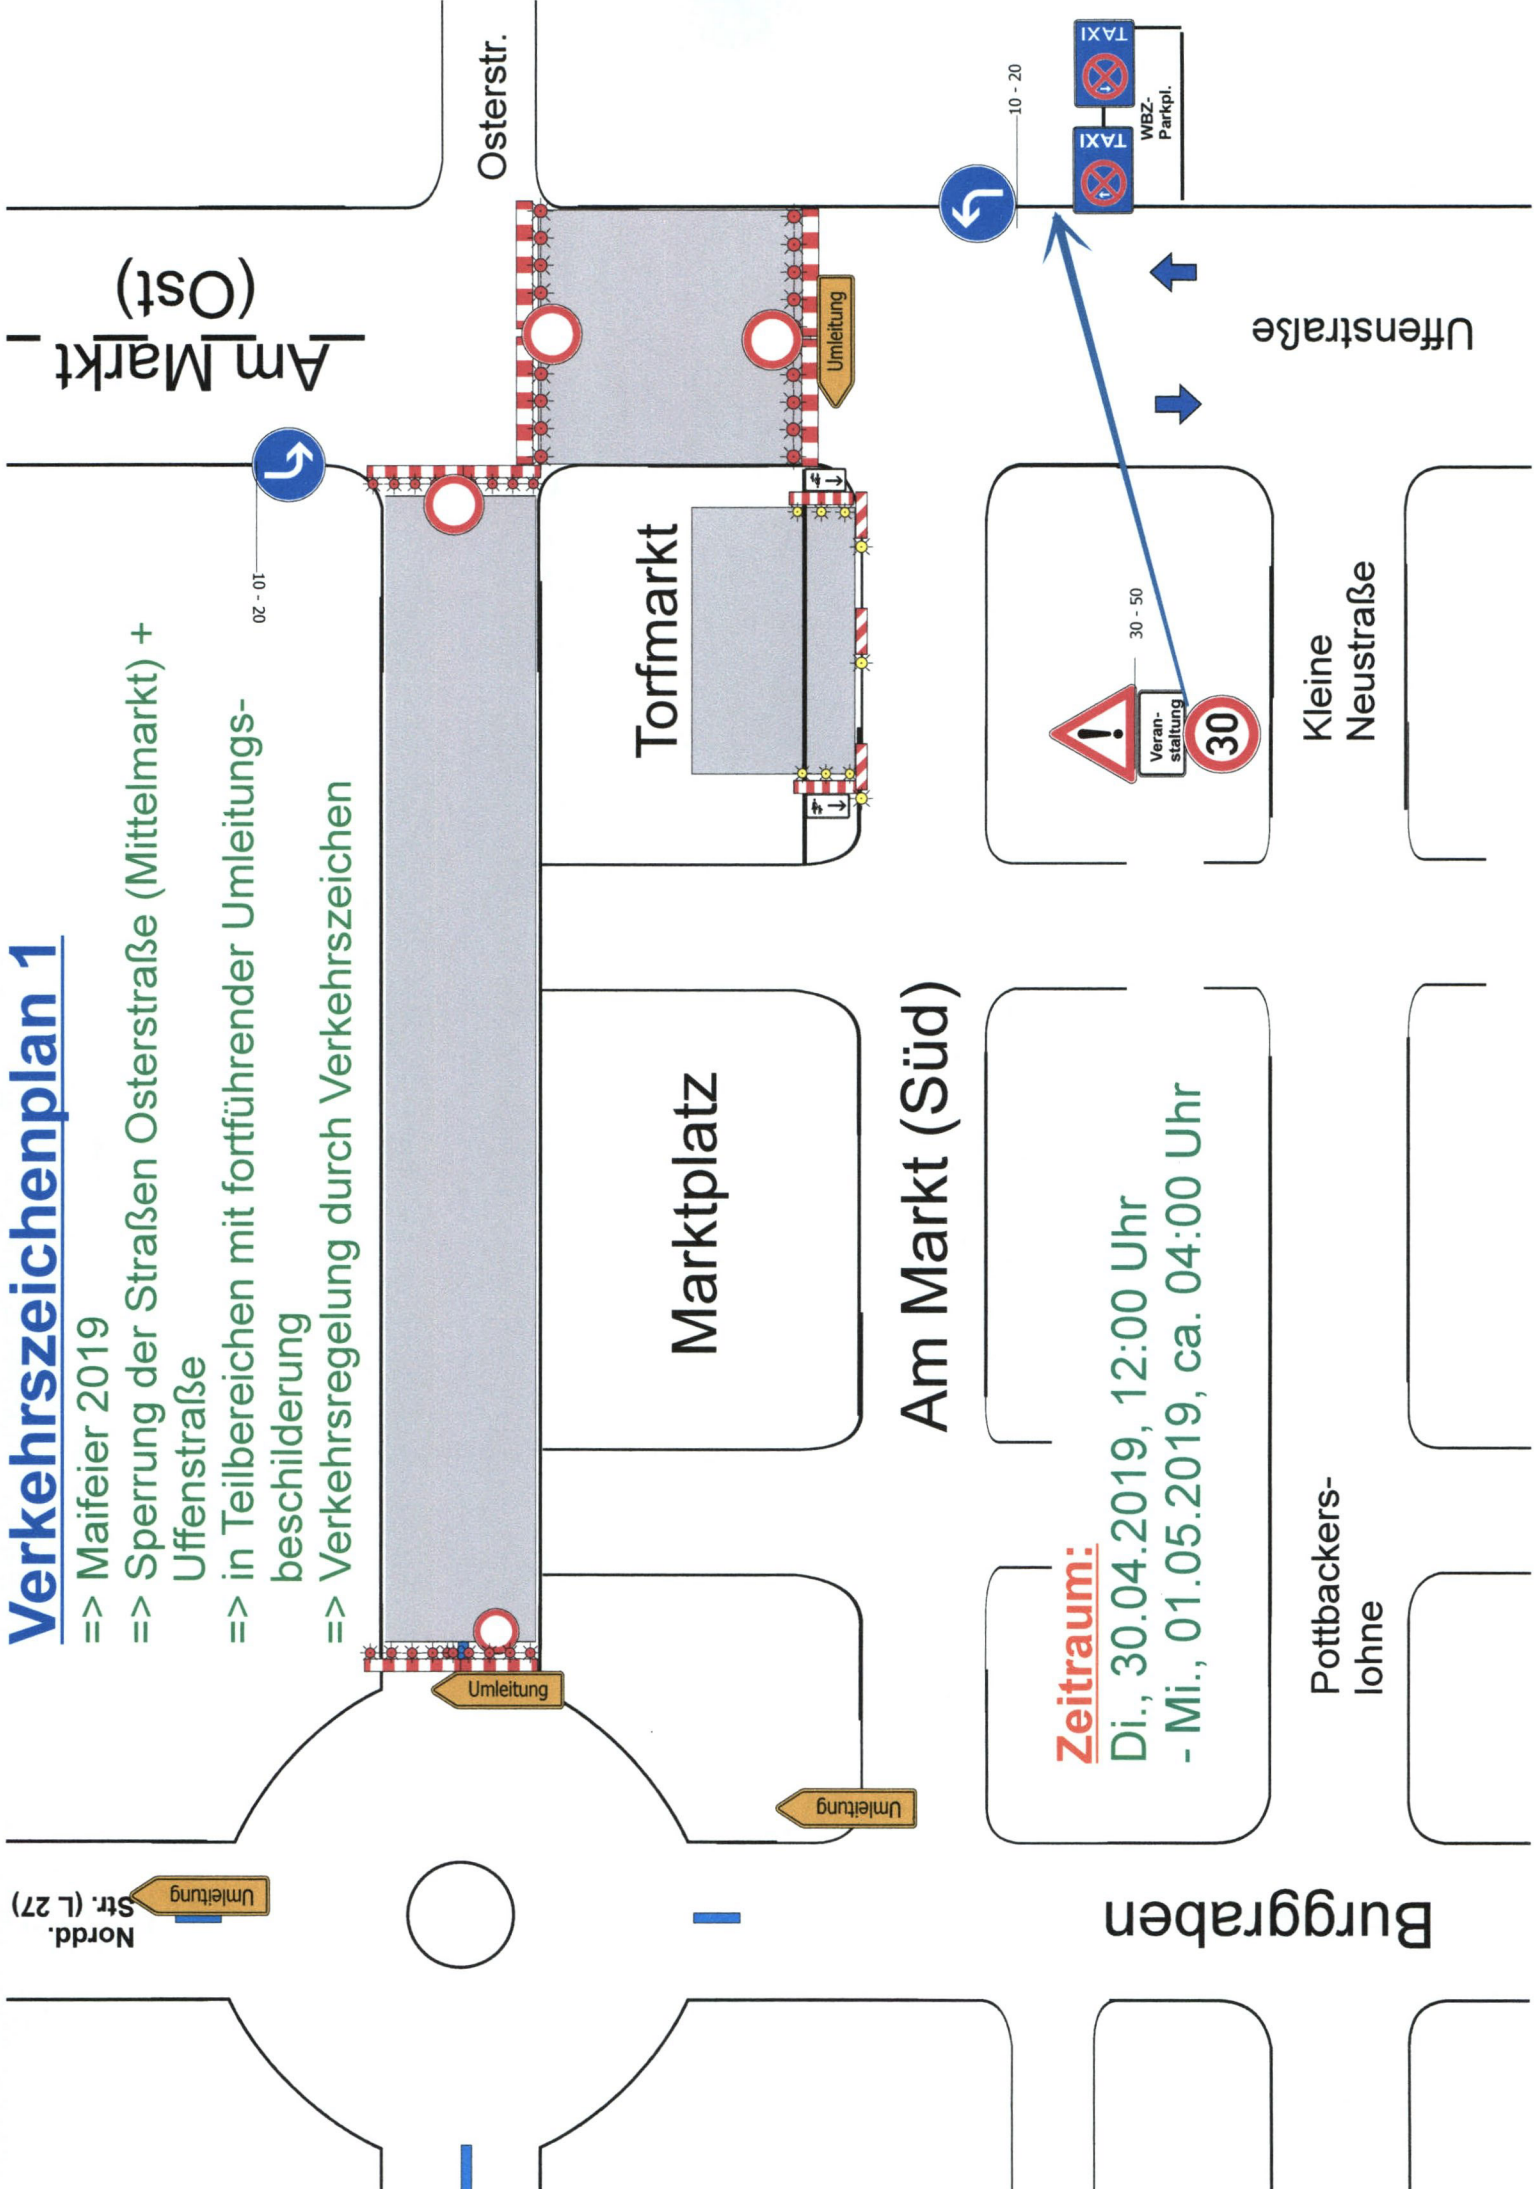 Verkehrszeichenplan 1
=> Maifeier 2019
=> Sperrung der Straßen Osterstraße (Mittelmarkt) +
Uffenstraße
=> in Teilbereichen mit fortführender Umleitungs-
beschilderung
=> Verkehrsregelung durch Verkehrszeichen
Nordd.
Str. (L 27)
Umleitung
10 - 20
Am Markt
(Ost)
Osterstr.
Umleitung
Umleitung
Marktplatz
Torfmarkt
Umleitung
Am Markt (Süd)
10 - 20
TAXI
TAXI
WBZ-
Parkpl.
Zeitraum:
Di., 30.04.2019, 12:00 Uhr
- Mi., 01.05.2019, ca. 04:00 Uhr
30 - 50
Veran-
staltung
30
Uffenstraße
Burggraben
Pottbackers-
lohne
Kleine
Neustraße